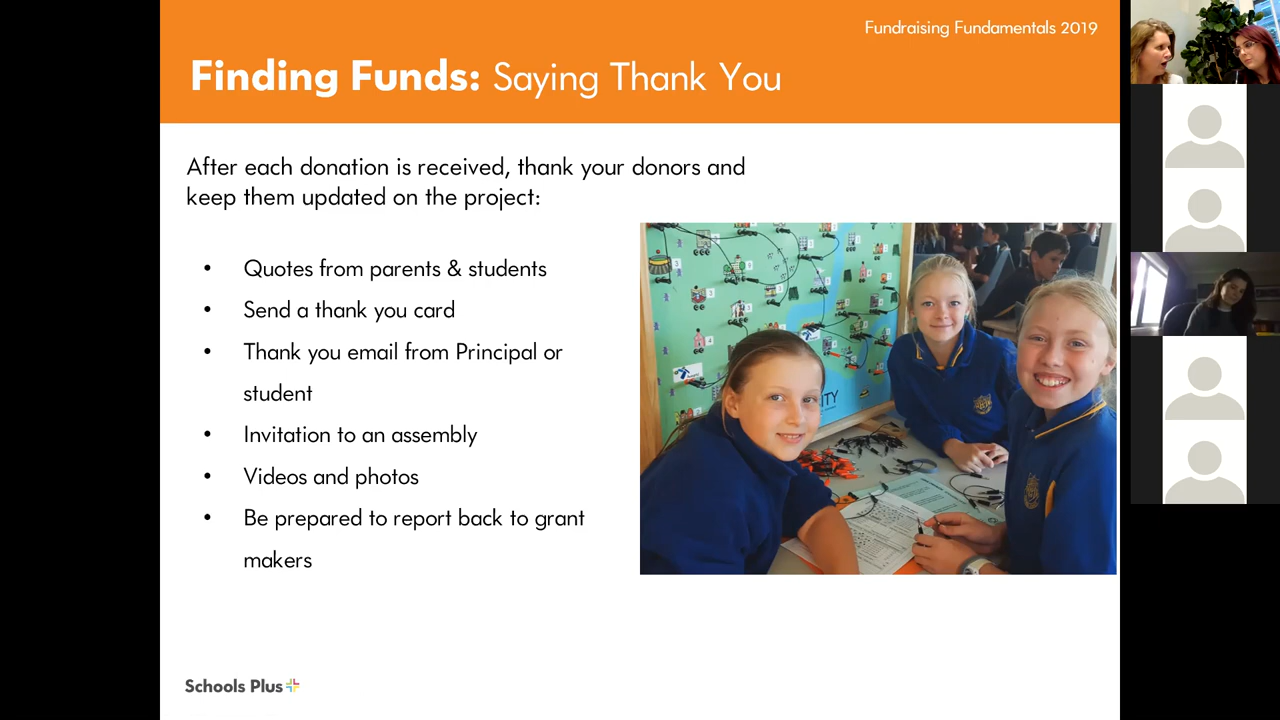 Fundraising Fundamentals 2019
Finding Funds: Saying Thank You
After each donation is received, thank your donors and
keep them updated on the project:
• Quotes from parents & students
• Send a thank you card
• Thank you email from Principal or
student
• Invitation to an assembly
• Videos and photos
• Be prepared to report back to grant
makers
Schools Plus